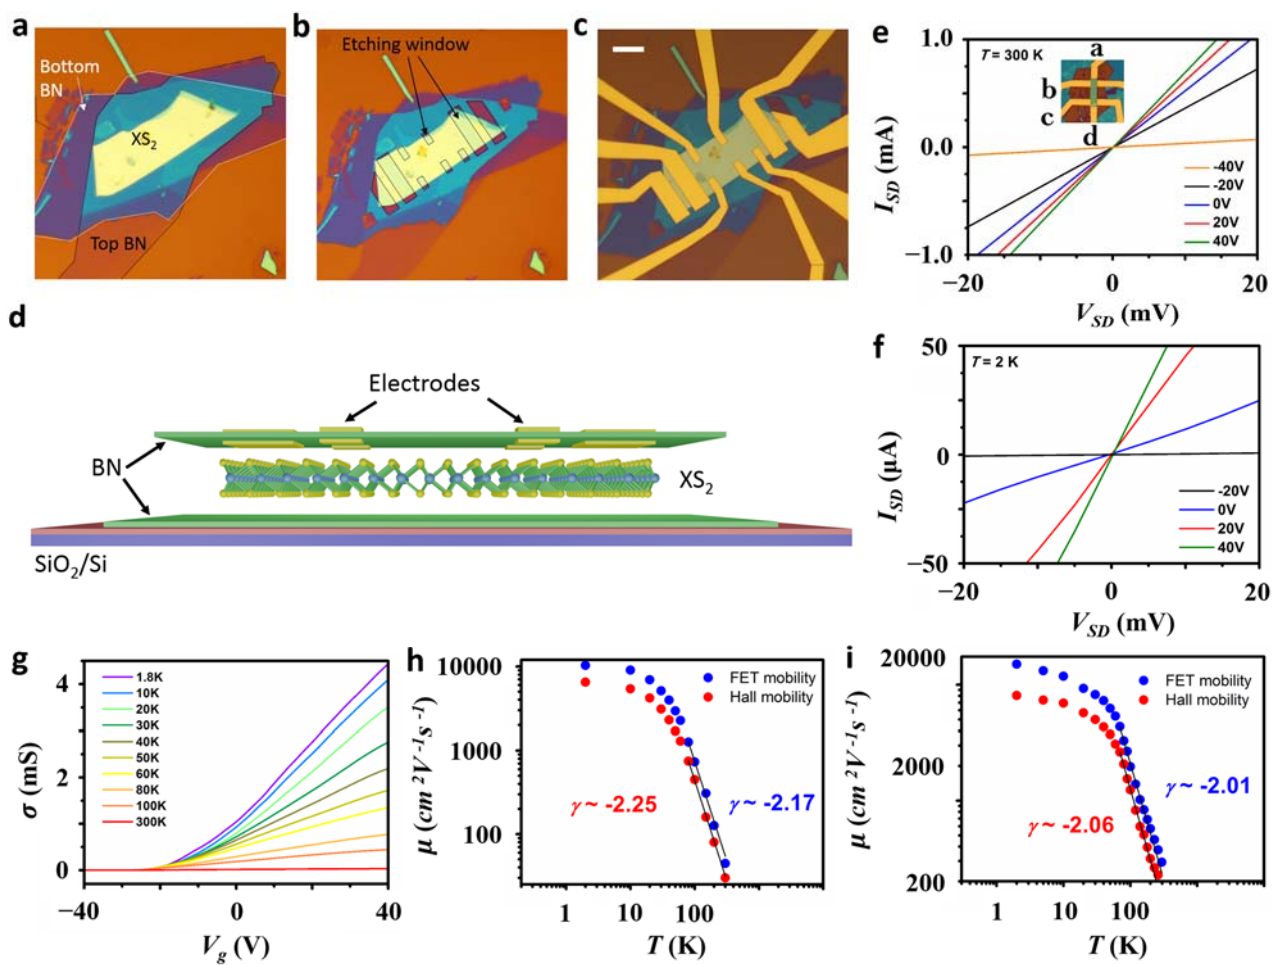 a
Bottom
BN
XS2
Top BN
b
Etching window
c
d
Electrodes
BN
XS2
SiO2/Si
e
1.0
0.0
−1.0
ISD (mA)
T = 300 K
a
b
c
d
-40V
-20V
0V
20V
40V
−20
0
20
VSD (mV)
f
50
0
−50
ISD (µA)
T = 2 K
-20V
0V
20V
40V
−20
0
20
VSD (mV)
g
4
2
0
σ (mS)
1.8K
10K
20K
30K
40K
50K
60K
80K
100K
300K
−40
0
40
Vg (V)
h
10000
1000
100
µ (cm 2V -1s -1)
FET mobility
Hall mobility
γ ~ -2.25
γ ~ -2.17
1
10
100
T (K)
i
20000
2000
200
µ (cm 2V -1s -1)
FET mobility
Hall mobility
γ ~ -2.01
γ ~ -2.06
1
10
100
T (K)